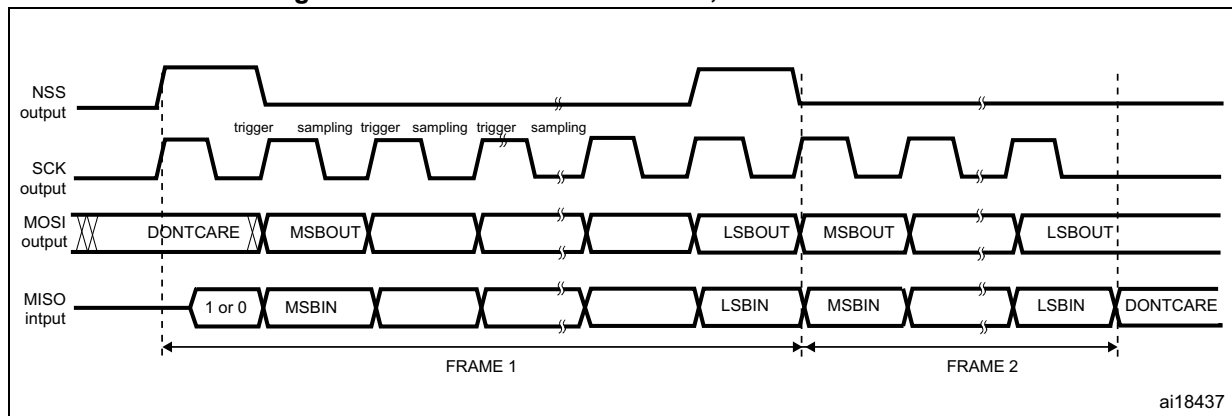 NSS
output
trigger sampling trigger sampling trigger sampling
SCK
output
MOSI
output
DONTCARE MSBOUT LSBOUT MSBOUT LSBOUT
MISO
intput
1 or 0 MSBIN LSBIN MSBIN LSBIN DONTCARE
FRAME 1 FRAME 2
ai18437